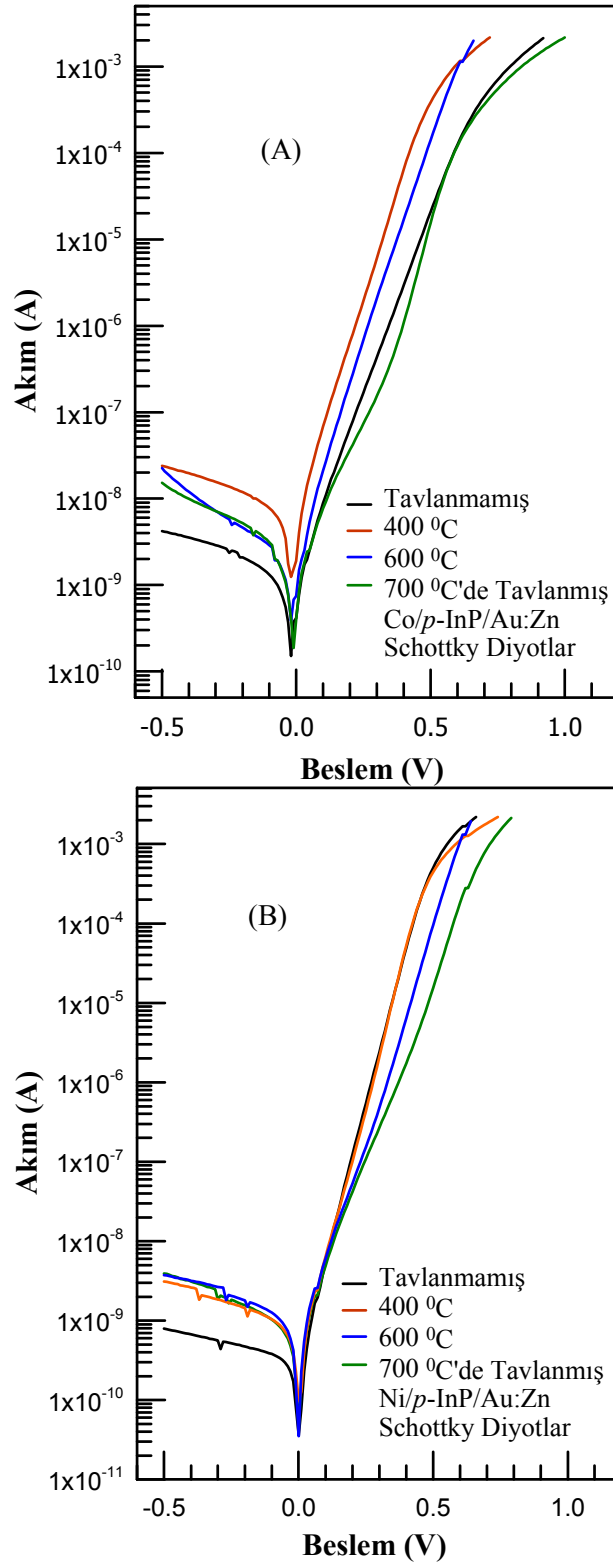 1x10⁻³
(A)
1x10⁻⁴
1x10⁻⁵
Akım (A)
1x10⁻⁶
1x10⁻⁷
1x10⁻⁸
Tavlanmamış
400 ⁰C
600 ⁰C
1x10⁻⁹
700 ⁰C'de Tavlanmış
Co/p-InP/Au:Zn
Schottky Diyotlar
1x10⁻¹⁰
-0.5 0.0 0.5 1.0
Beslem (V)
1x10⁻³
(B)
1x10⁻⁴
1x10⁻⁵
Akım (A)
1x10⁻⁶
1x10⁻⁷
1x10⁻⁸
Tavlanmamış
400 ⁰C
1x10⁻⁹
600 ⁰C
700 ⁰C'de Tavlanmış
1x10⁻¹⁰
Ni/p-InP/Au:Zn
Schottky Diyotlar
1x10⁻¹¹
-0.5 0.0 0.5 1.0
Beslem (V)